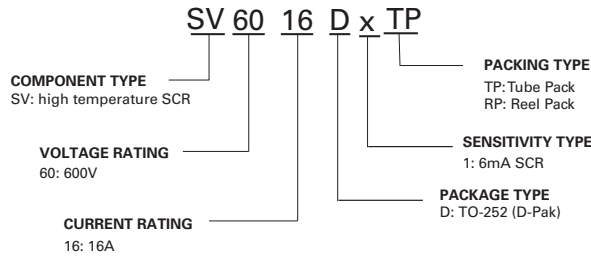 SV 60 16 D x TP
COMPONENT TYPE
SV: high temperature SCR
VOLTAGE RATING
60: 600V
CURRENT RATING
16: 16A
PACKING TYPE
TP: Tube Pack
RP: Reel Pack
SENSITIVITY TYPE
1: 6mA SCR
PACKAGE TYPE
D: TO-252 (D-Pak)